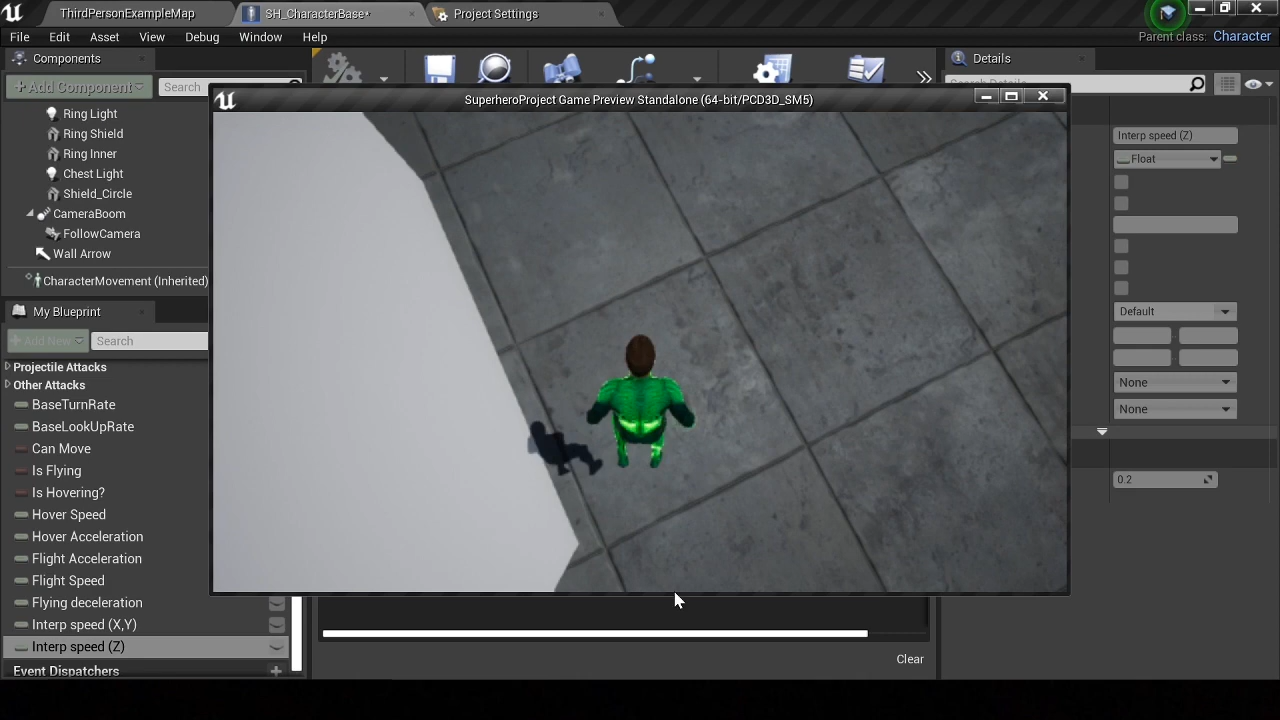 ThirdPersonExampleMap
SH_CharacterBase*
Project Settings
File
Edit
Asset
View
Debug
Window
Help
Parent class: Character
Components
Details
Add Component
Search
Search Details
SuperheroProject Game Preview Standalone (64-bit/PCD3D_SM5)
Ring Light
Ring Shield
Ring Inner
Chest Light
Shield_Circle
CameraBoom
FollowCamera
Wall Arrow
CharacterMovement (Inherited)
My Blueprint
Add New
Search
Projectile Attacks
Other Attacks
BaseTurnRate
BaseLookUpRate
Can Move
Is Flying
Is Hovering?
Hover Speed
Hover Acceleration
Flight Acceleration
Flight Speed
Flying deceleration
Interp speed (X,Y)
Interp speed (Z)
Event Dispatchers
Interp speed (Z)
Float
Default
None
None
0.2
Clear